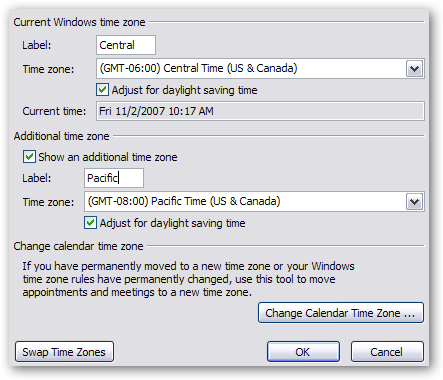 Current Windows time zone
Label: Central
Time zone: (GMT-06:00) Central Time (US & Canada)
Adjust for daylight saving time
Current time: Fri 11/2/2007 10:17 AM
Additional time zone
Show an additional time zone
Label: Pacific
Time zone: (GMT-08:00) Pacific Time (US & Canada)
Adjust for daylight saving time
Change calendar time zone
If you have permanently moved to a new time zone or your Windows
time zone rules have permanently changed, use this tool to move
appointments and meetings to a new time zone.
Change Calendar Time Zone ...
Swap Time Zones OK Cancel